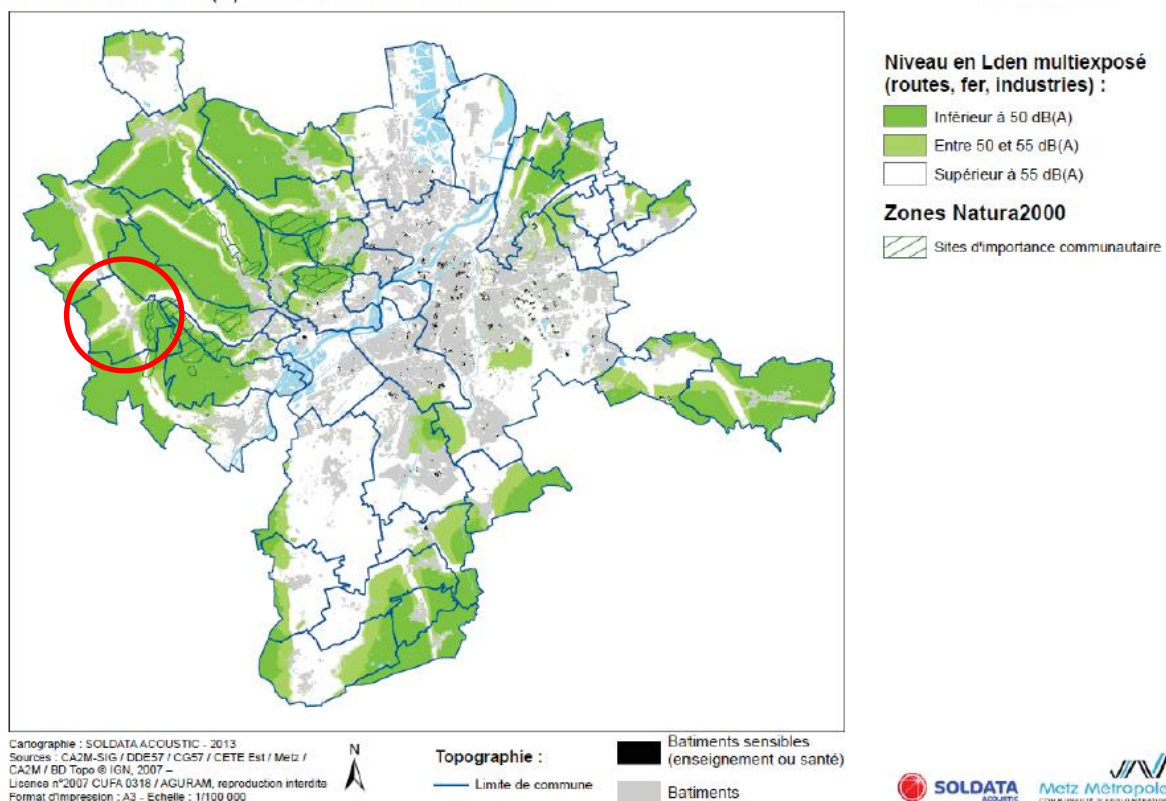 Niveau en Lden multiexposé
(routes, fer, industries) :
Inférieur à 50 dB(A)
Entre 50 et 55 dB(A)
Supérieur à 55 dB(A)
Zones Natura2000
Sites d'importance communautaire
Cartographie : SOLDATA ACOUSTIC - 2013
Sources : CA2M-SIG / DDE57 / CG57 / CETE Est / Metz /
CA2M / BD Topo © IGN, 2007 –
Licence n°2007 CUFA 0318 / AGURAM, reproduction interdite
Format d'impression : A3 - Echelle : 1/100 000
N
Topographie :
Limite de commune
Batiments sensibles
(enseignement ou santé)
Batiments
SOLDATA
ACOUSTIC
Metz Métropole